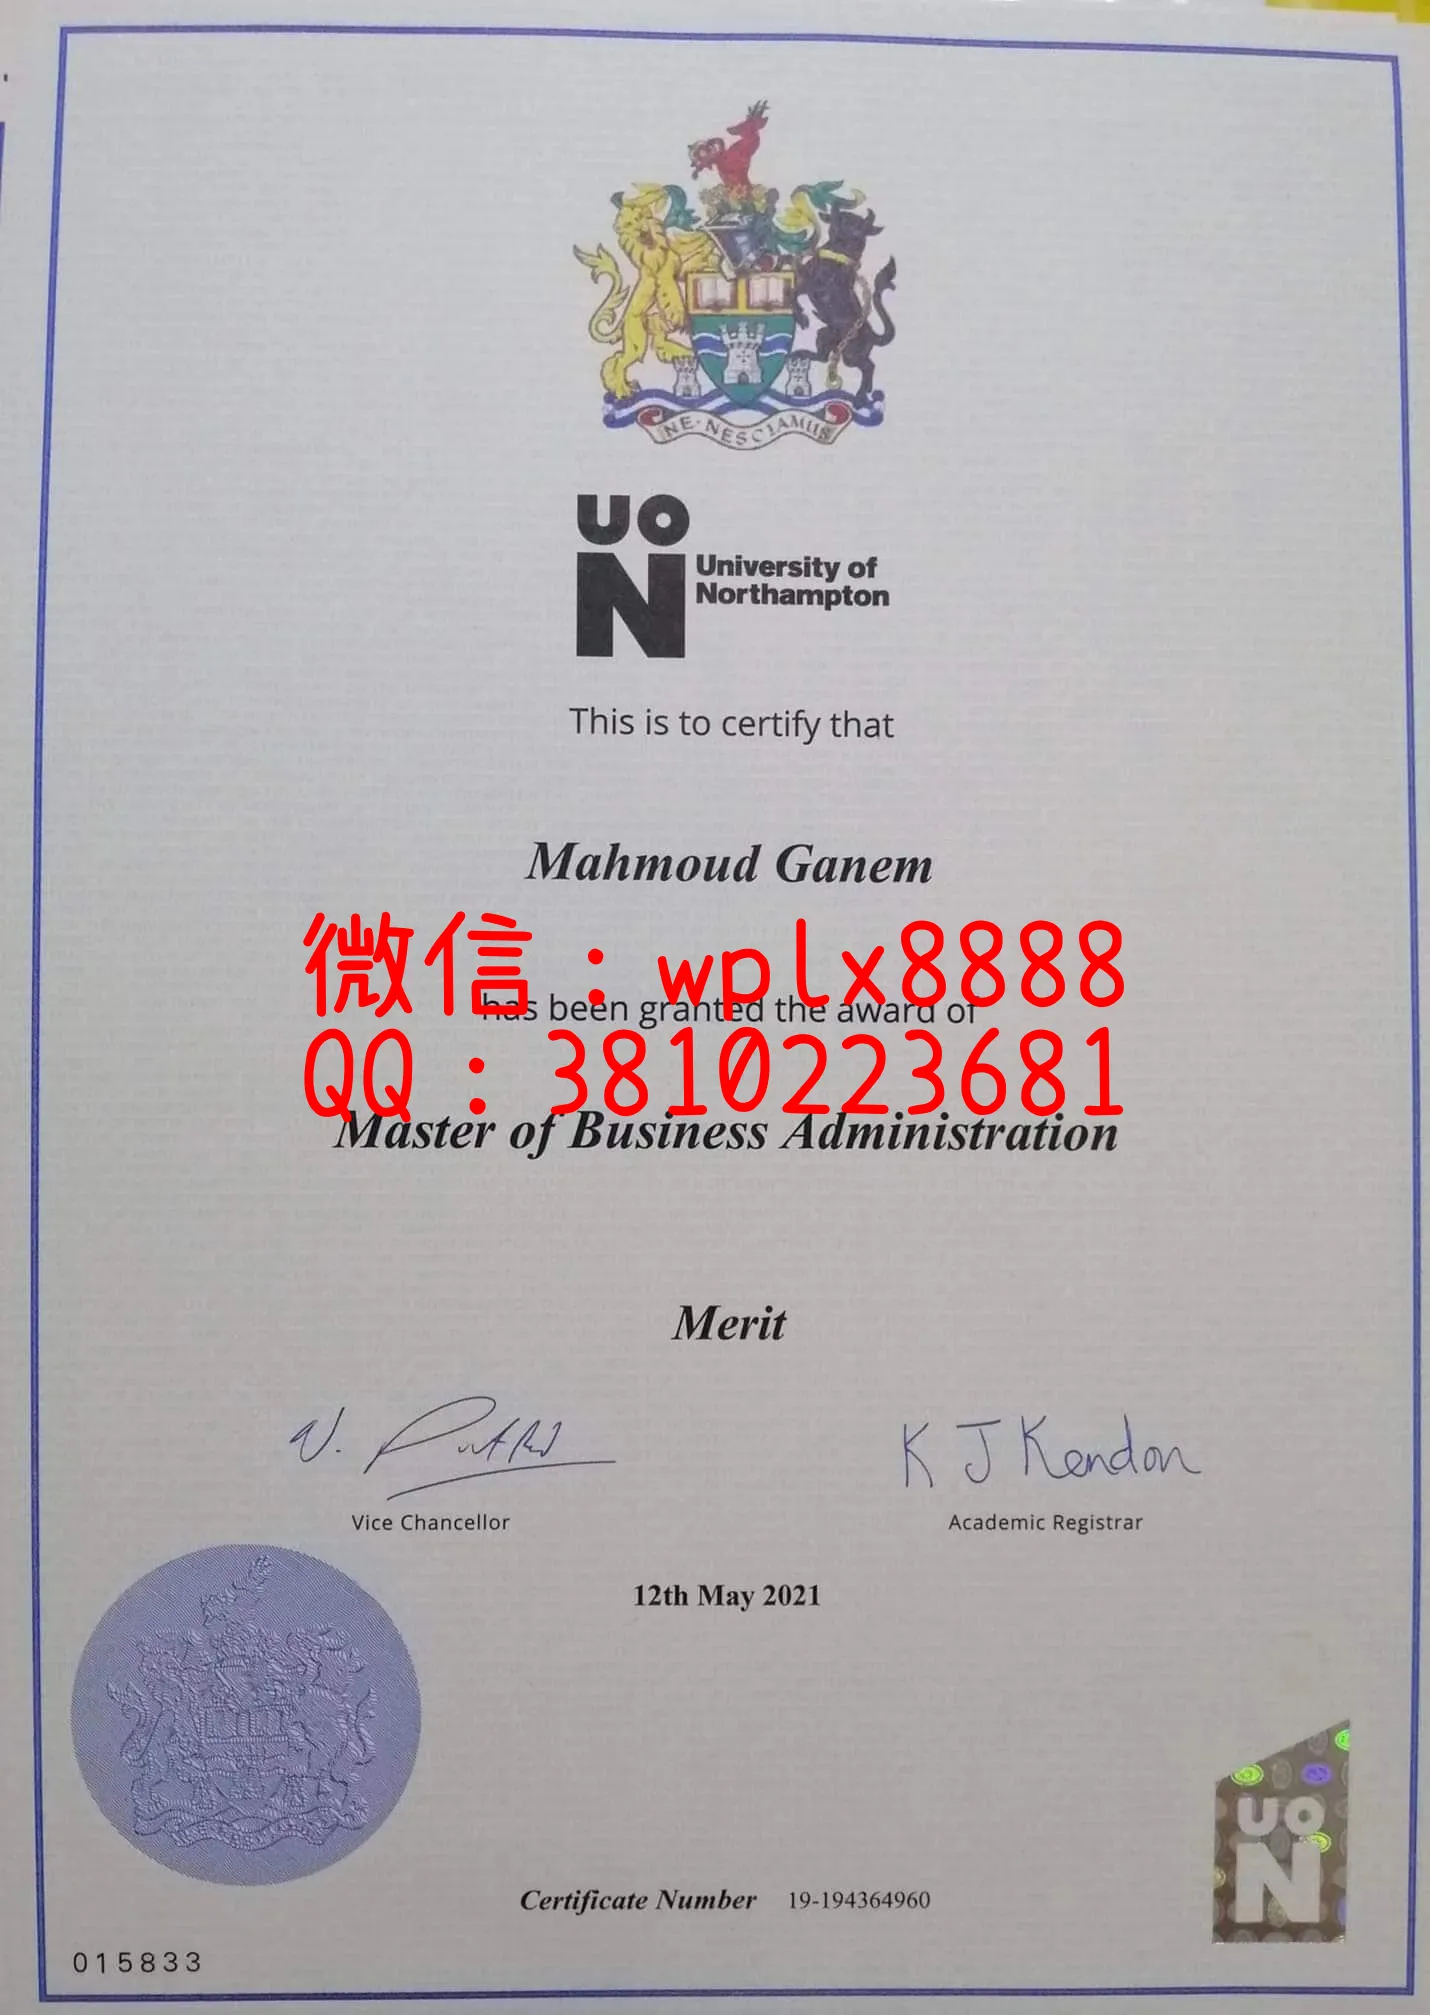 NE·NESCIAMUS
UON
University of
Northampton
This is to certify that
Mahmoud Ganem
微信：wplx8888
has been granted the award of
QQ：3810223681
Master of Business Administration
Merit
K J Kendon
Vice Chancellor
Academic Registrar
12th May 2021
UON
Certificate Number 19-194364960
015833